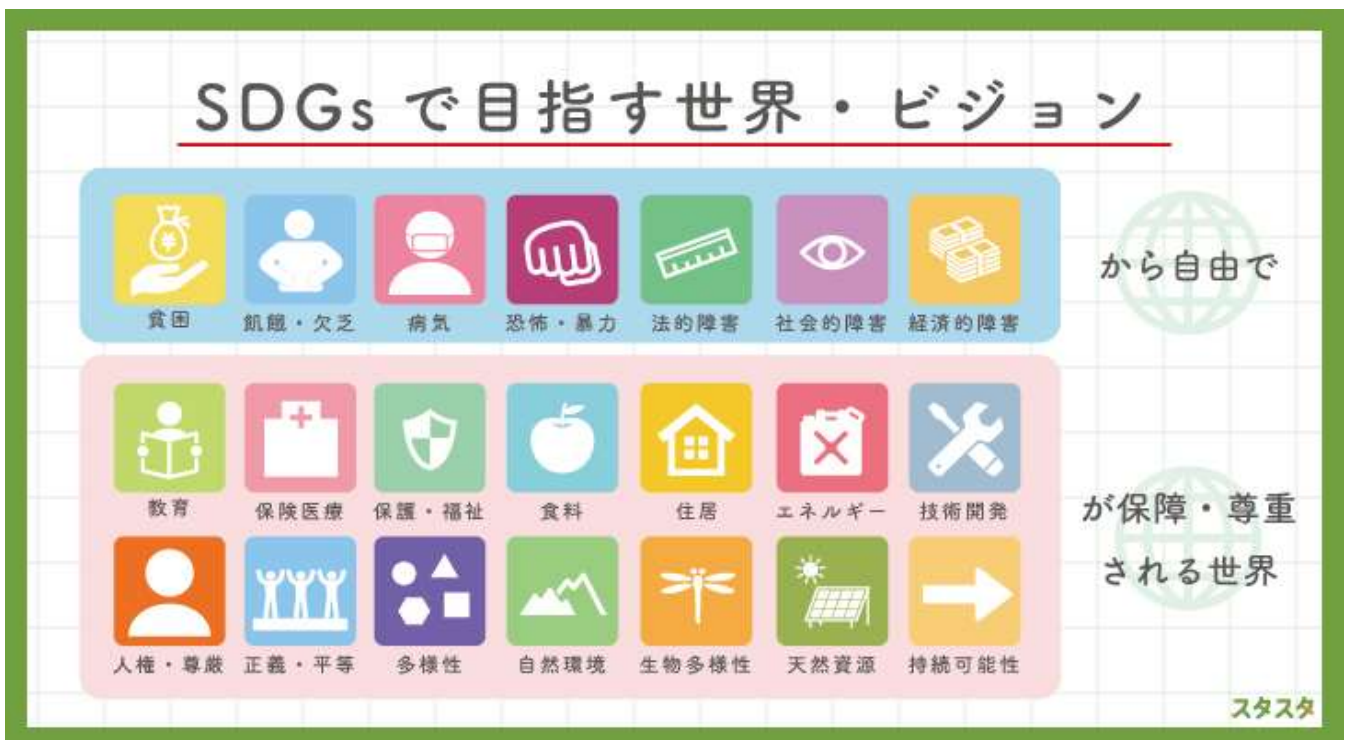 SDGs で目指す世界・ビジョン
貧困 飢餓・欠乏 病気 恐怖・暴力 法的障害 社会的障害 経済的障害
から自由で
教育 保険医療 保護・福祉 食料 住居 エネルギー 技術開発
人権・尊厳 正義・平等 多様性 自然環境 生物多様性 天然資源 持続可能性
が保障・尊重
される世界
スタスタ